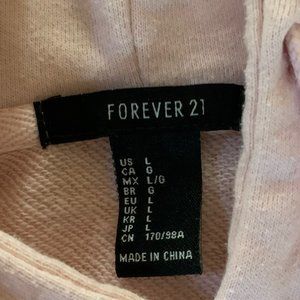 FOREVER 21
US L
CA G
MX L/G
BR G
EU L
UK L
KR L
JP L
CN 170/98A
MADE IN CHINA